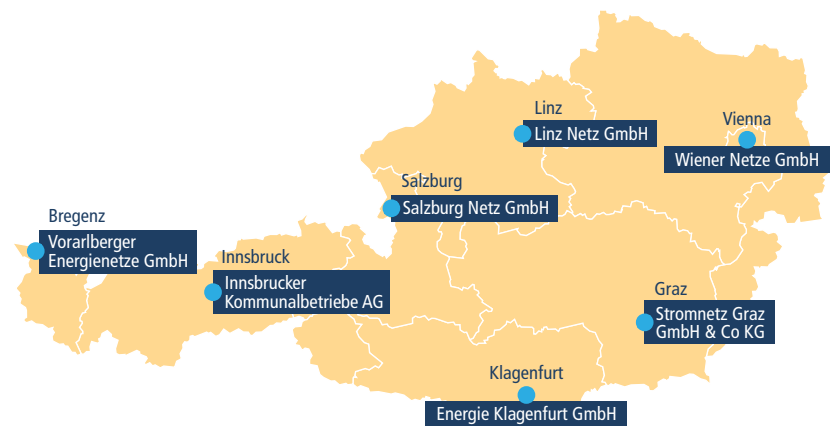 Linz
Linz Netz GmbH
Vienna
Wiener Netze GmbH
Salzburg
Salzburg Netz GmbH
Bregenz
Vorarlberger
Energienetze GmbH
Innsbruck
Innsbrucker
Kommunalbetriebe AG
Graz
Stromnetz Graz
GmbH & Co KG
Klagenfurt
Energie Klagenfurt GmbH